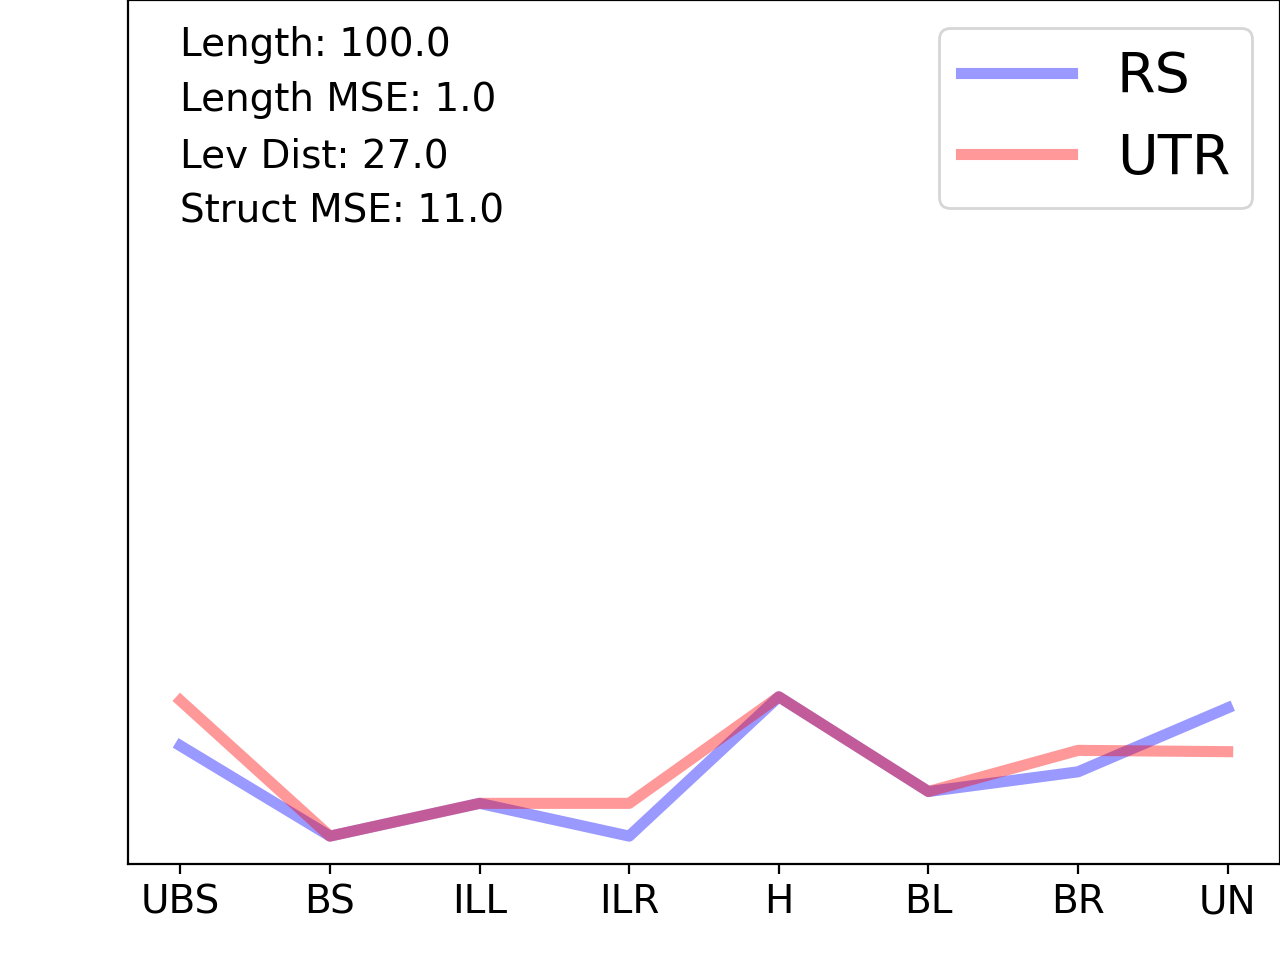 Length: 100.0
Length MSE: 1.0
Lev Dist: 27.0
Struct MSE: 11.0
RS
UTR
UBS BS ILL ILR H BL BR UN